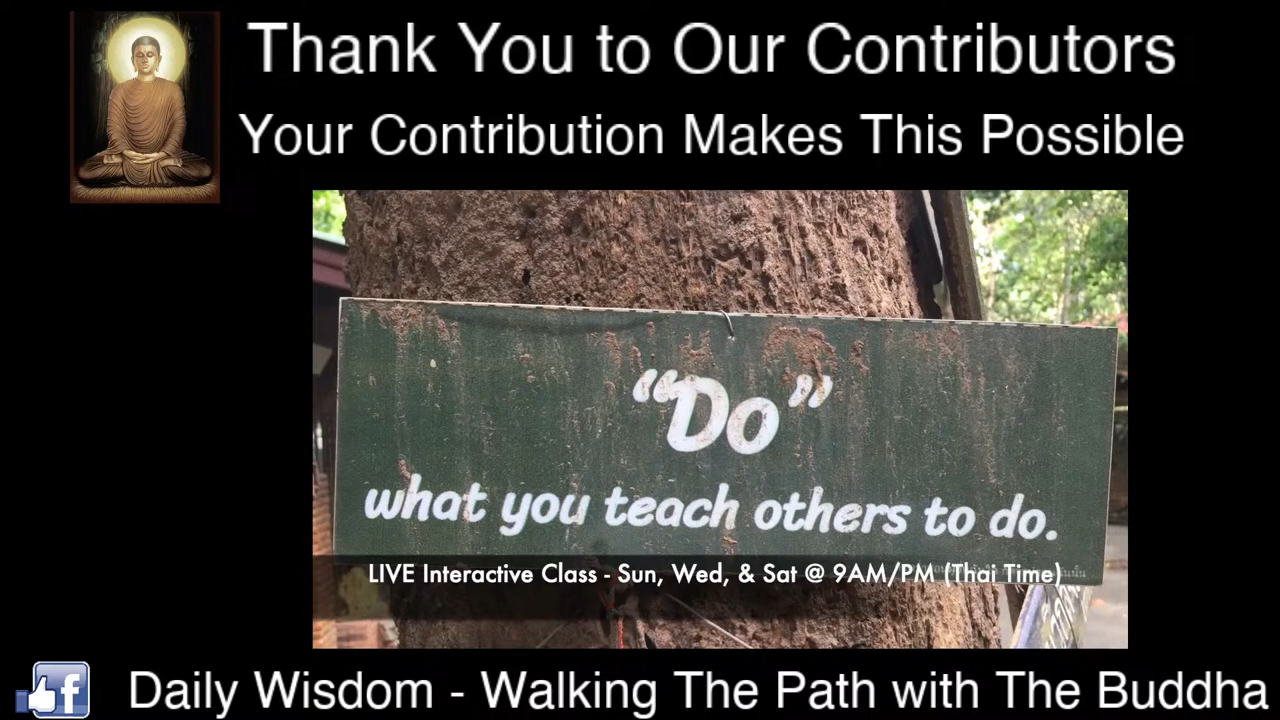 Thank You to Our Contributors
Your Contribution Makes This Possible
“Do”
what you teach others to do.
LIVE Interactive Class - Sun, Wed, & Sat @ 9AM/PM (Thai Time)
f Daily Wisdom - Walking The Path with The Buddha